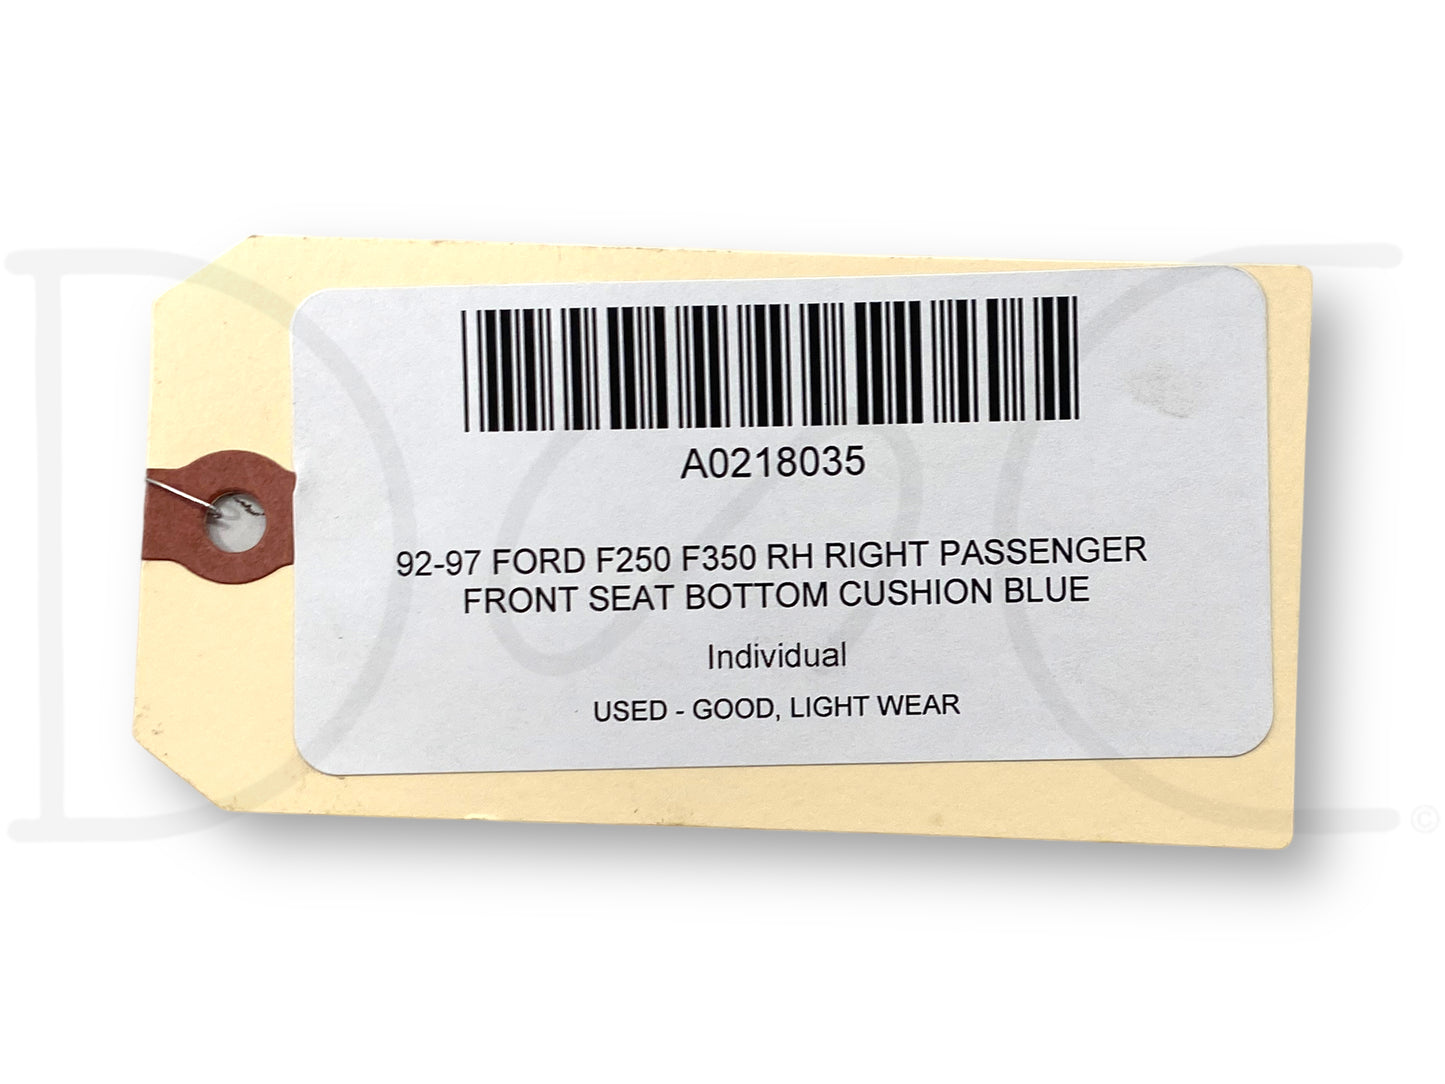 A0218035
92-97 FORD F250 F350 RH RIGHT PASSENGER
FRONT SEAT BOTTOM CUSHION BLUE
Individual
USED - GOOD, LIGHT WEAR
©